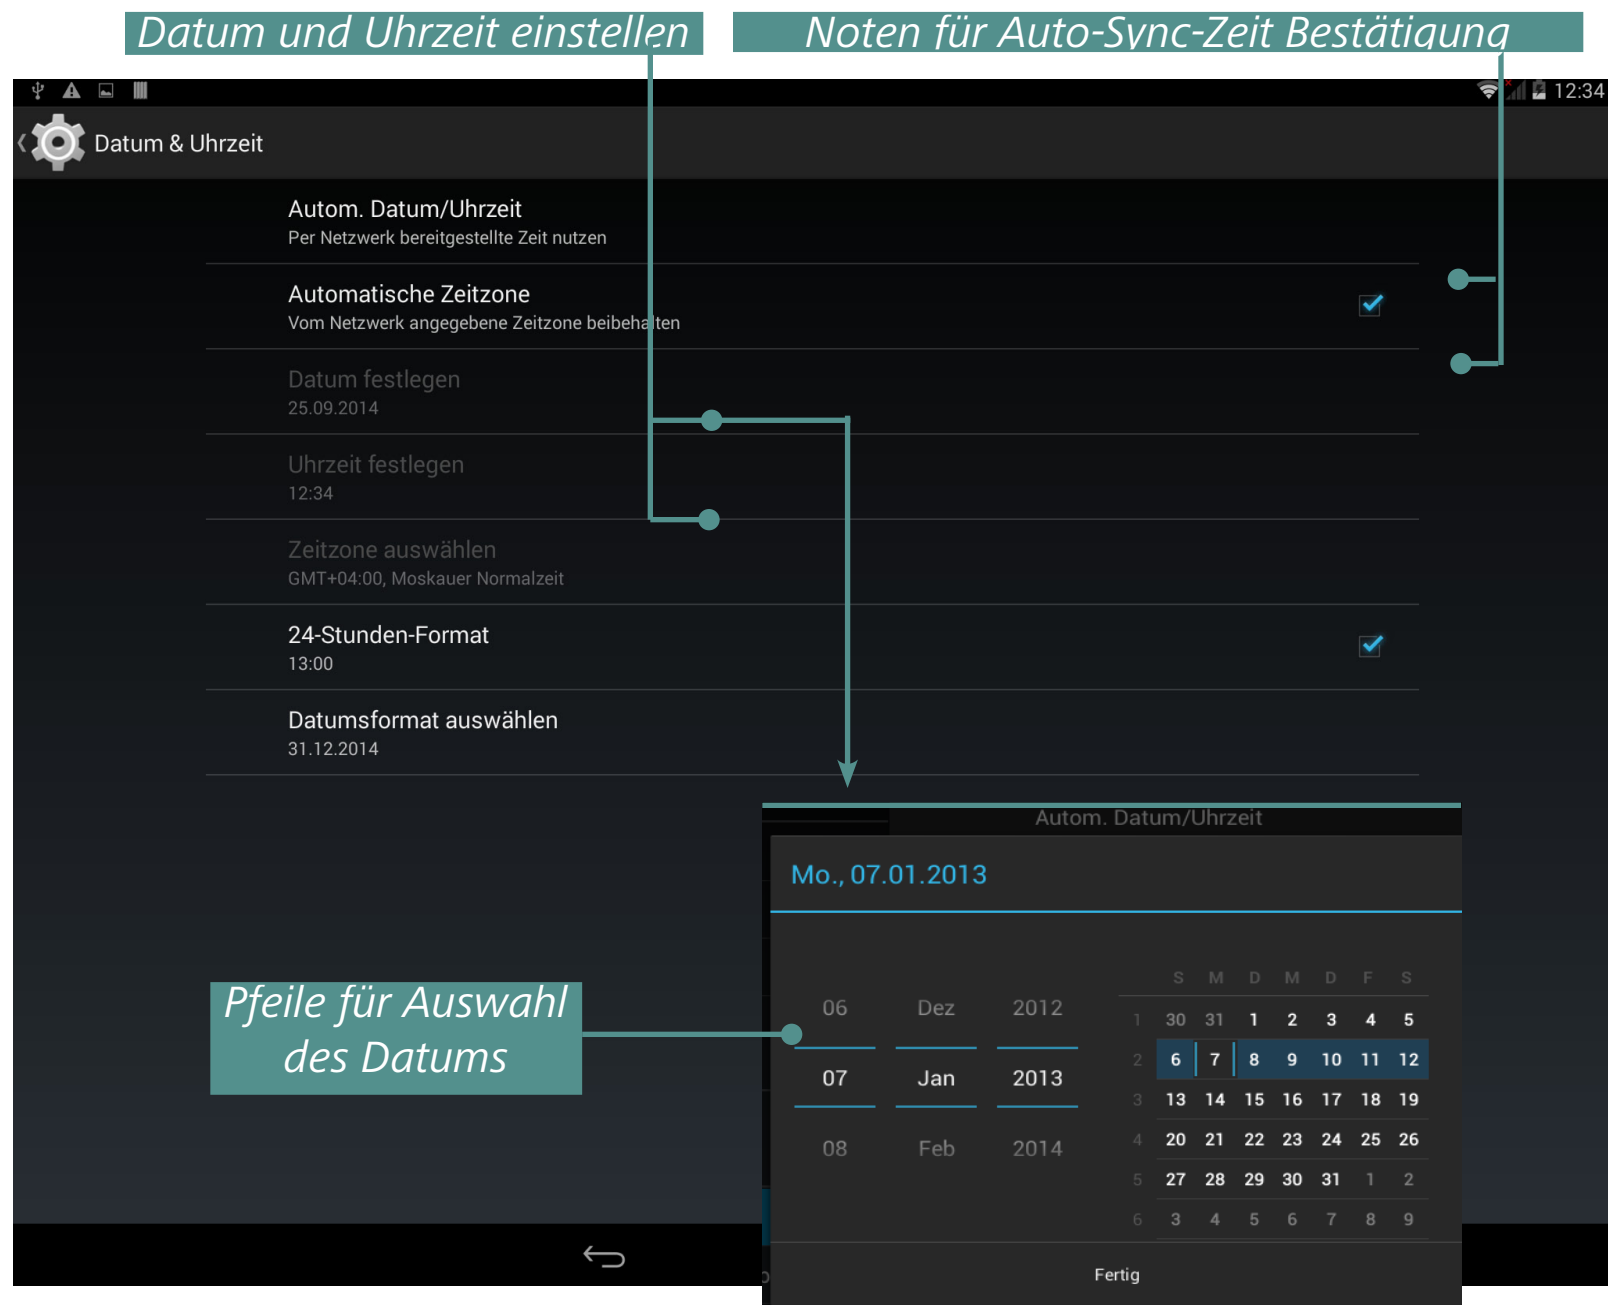 Datum und Uhrzeit einstellen
Noten für Auto-Sync-Zeit Bestätigung
12:34
Datum & Uhrzeit
Autom. Datum/Uhrzeit
Per Netzwerk bereitgestellte Zeit nutzen
Automatische Zeitzone
Vom Netzwerk angegebene Zeitzone beibehalten
Datum festlegen
25.09.2014
Uhrzeit festlegen
12:34
Zeitzone auswählen
GMT+04:00, Moskauer Normalzeit
24-Stunden-Format
13:00
Datumsformat auswählen
31.12.2014
Autom. Datum/Uhrzeit
Mo., 07.01.2013
Pfeile für Auswahl
des Datums
06 Dez 2012
07 Jan 2013
08 Feb 2014
S M D M D F S
1 30 31 1 2 3 4 5
2 6 7 8 9 10 11 12
3 13 14 15 16 17 18 19
4 20 21 22 23 24 25 26
5 27 28 29 30 31 1 2
6 3 4 5 6 7 8 9
Fertig